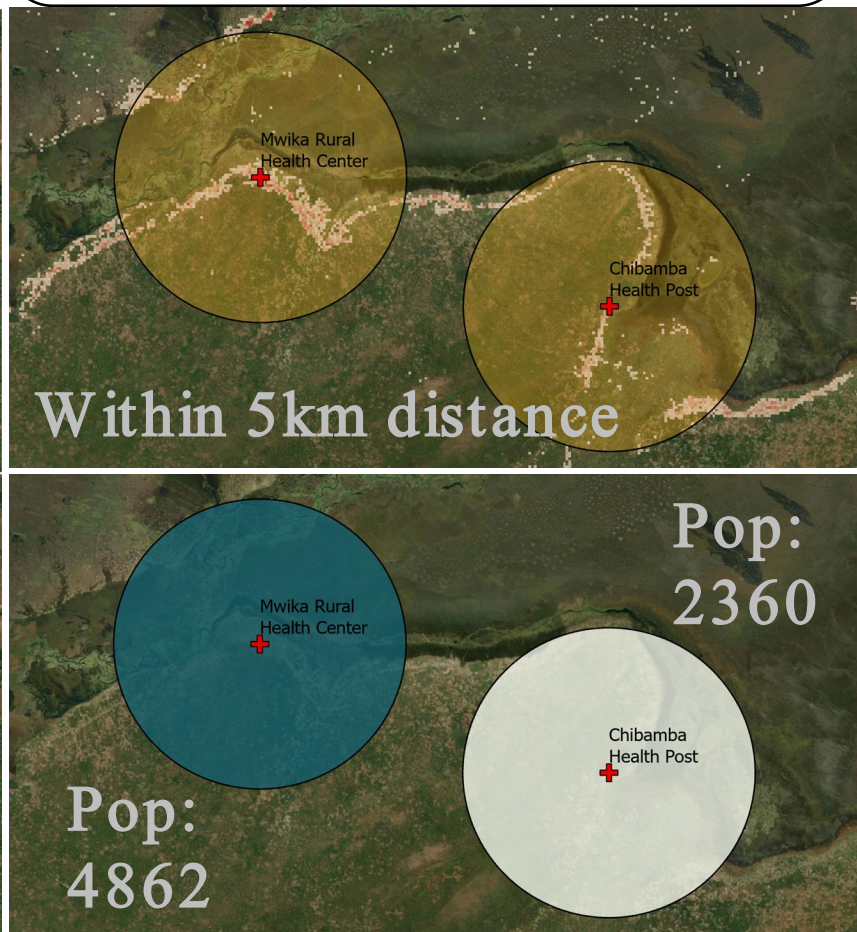 Mwika Rural
Health Center
Chibamba
Health Post
Within 5km distance
Pop:
2360
Mwika Rural
Health Center
Chibamba
Health Post
Pop:
4862